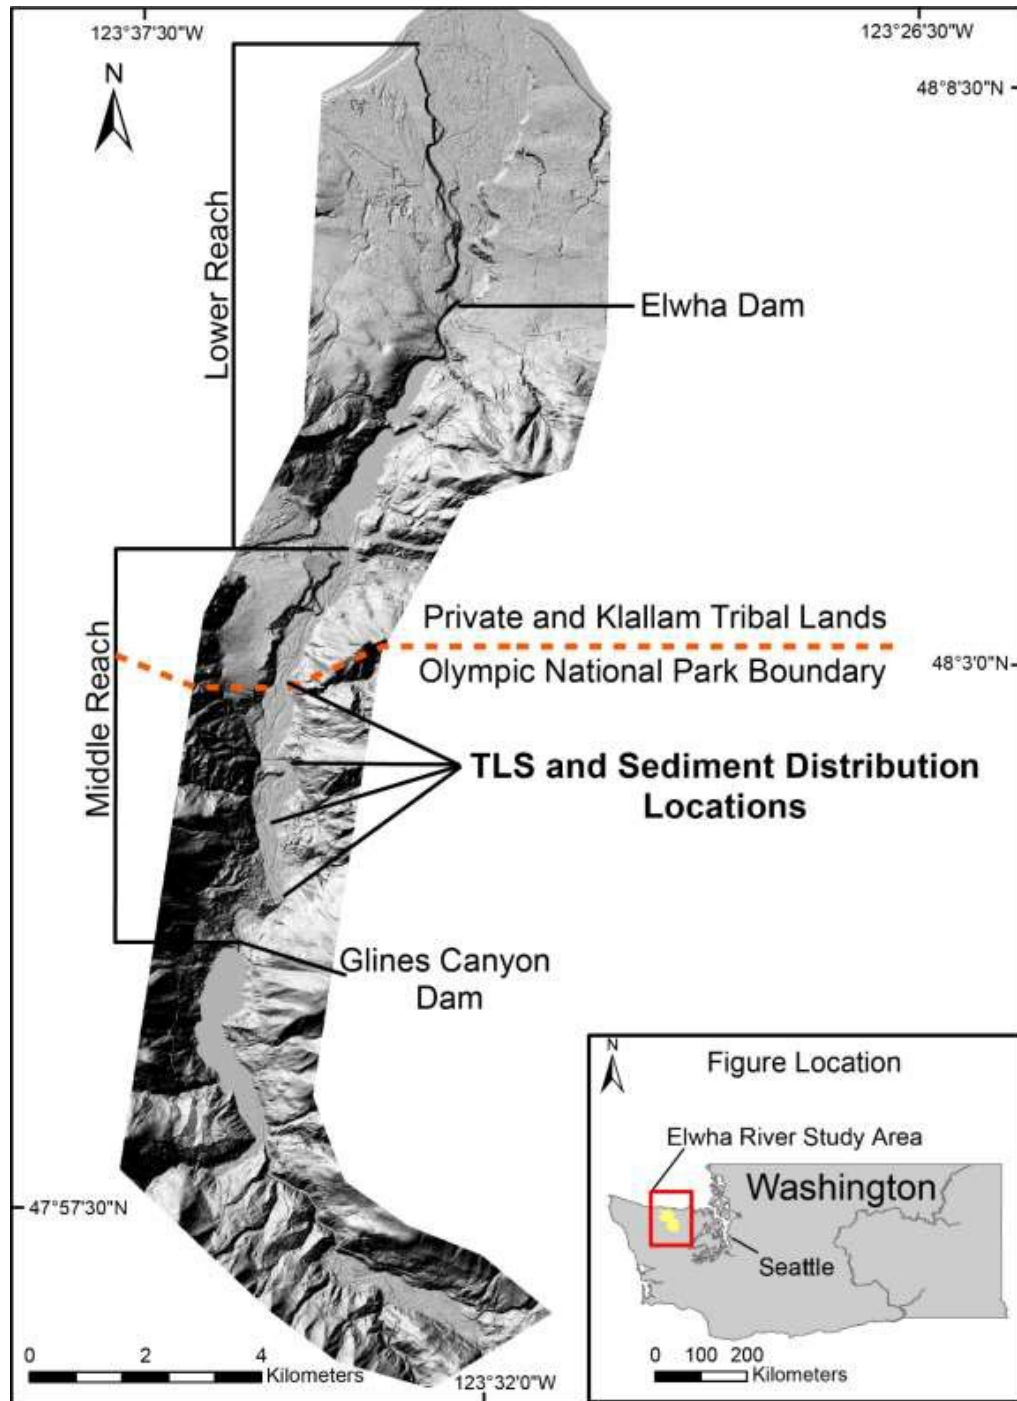 123°37'30"W
123°26'30"W
N
48°8'30"N
Lower Reach
Elwha Dam
Private and Klallam Tribal Lands
Olympic National Park Boundary
48°3'0"N
Middle Reach
TLS and Sediment Distribution
Locations
Glines Canyon
Dam
N
Figure Location
Elwha River Study Area
Washington
Seattle
47°57'30"N
0 2 4
Kilometers
123°32'0"W
0 100 200
Kilometers